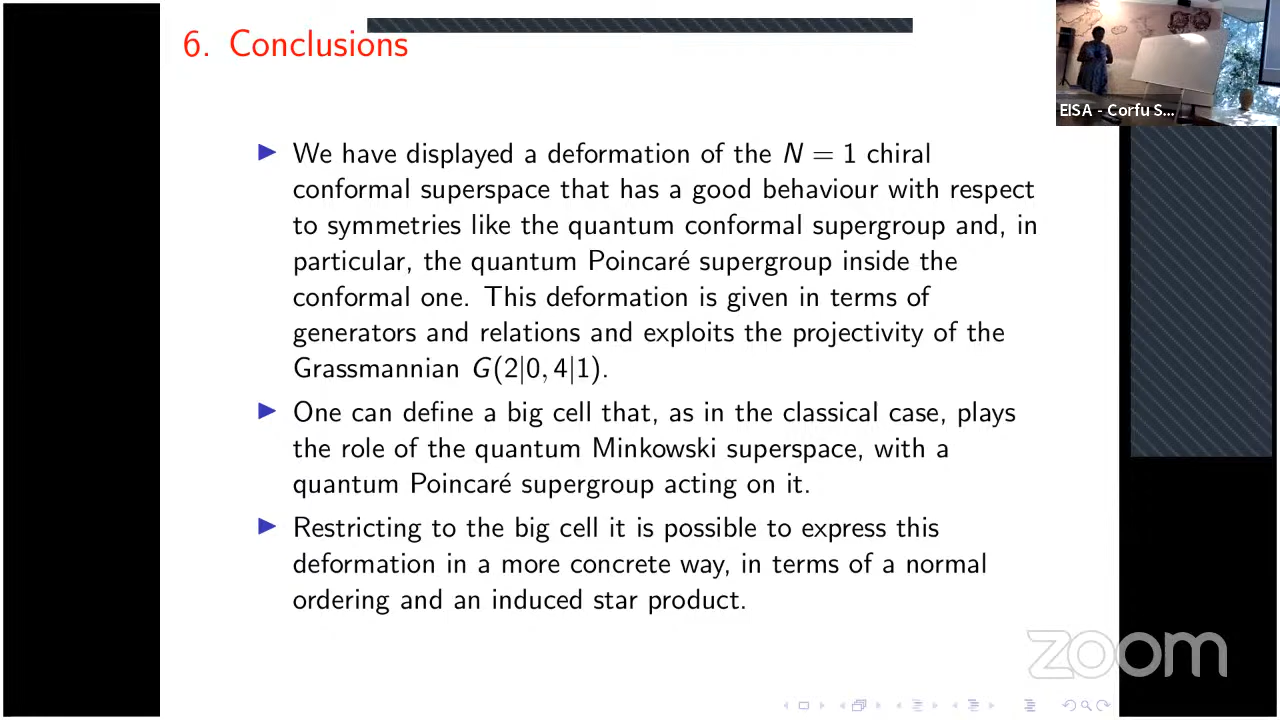 6. Conclusions
EISA - Corfu S...
▶ We have displayed a deformation of the N = 1 chiral
conformal superspace that has a good behaviour with respect
to symmetries like the quantum conformal supergroup and, in
particular, the quantum Poincaré supergroup inside the
conformal one. This deformation is given in terms of
generators and relations and exploits the projectivity of the
Grassmannian G(2|0, 4|1).
▶ One can define a big cell that, as in the classical case, plays
the role of the quantum Minkowski superspace, with a
quantum Poincaré supergroup acting on it.
▶ Restricting to the big cell it is possible to express this
deformation in a more concrete way, in terms of a normal
ordering and an induced star product.
zoom